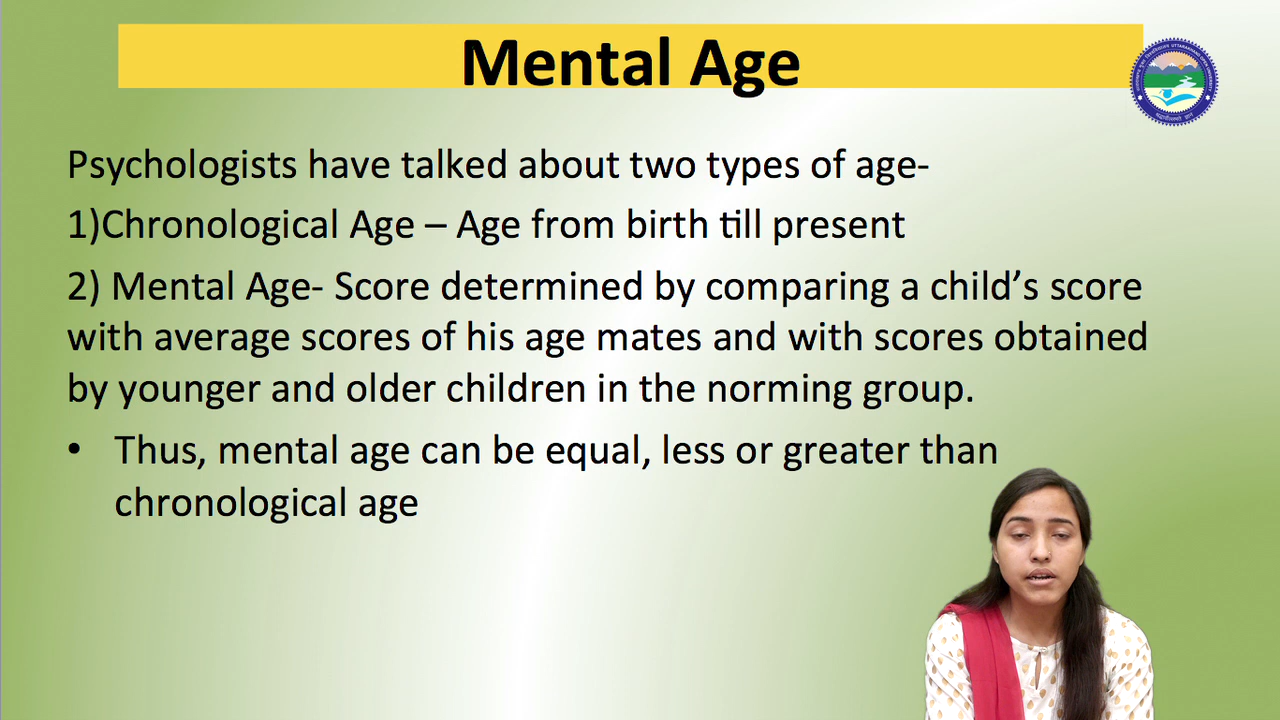 Mental Age
Psychologists have talked about two types of age-
1)Chronological Age – Age from birth till present
2) Mental Age- Score determined by comparing a child’s score
with average scores of his age mates and with scores obtained
by younger and older children in the norming group.
• Thus, mental age can be equal, less or greater than
chronological age